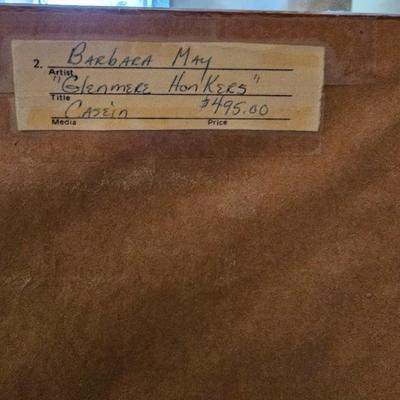 2. Barbara May
Artist
"Glenmere Honkers"
Title
Casein $495.00
Media Price